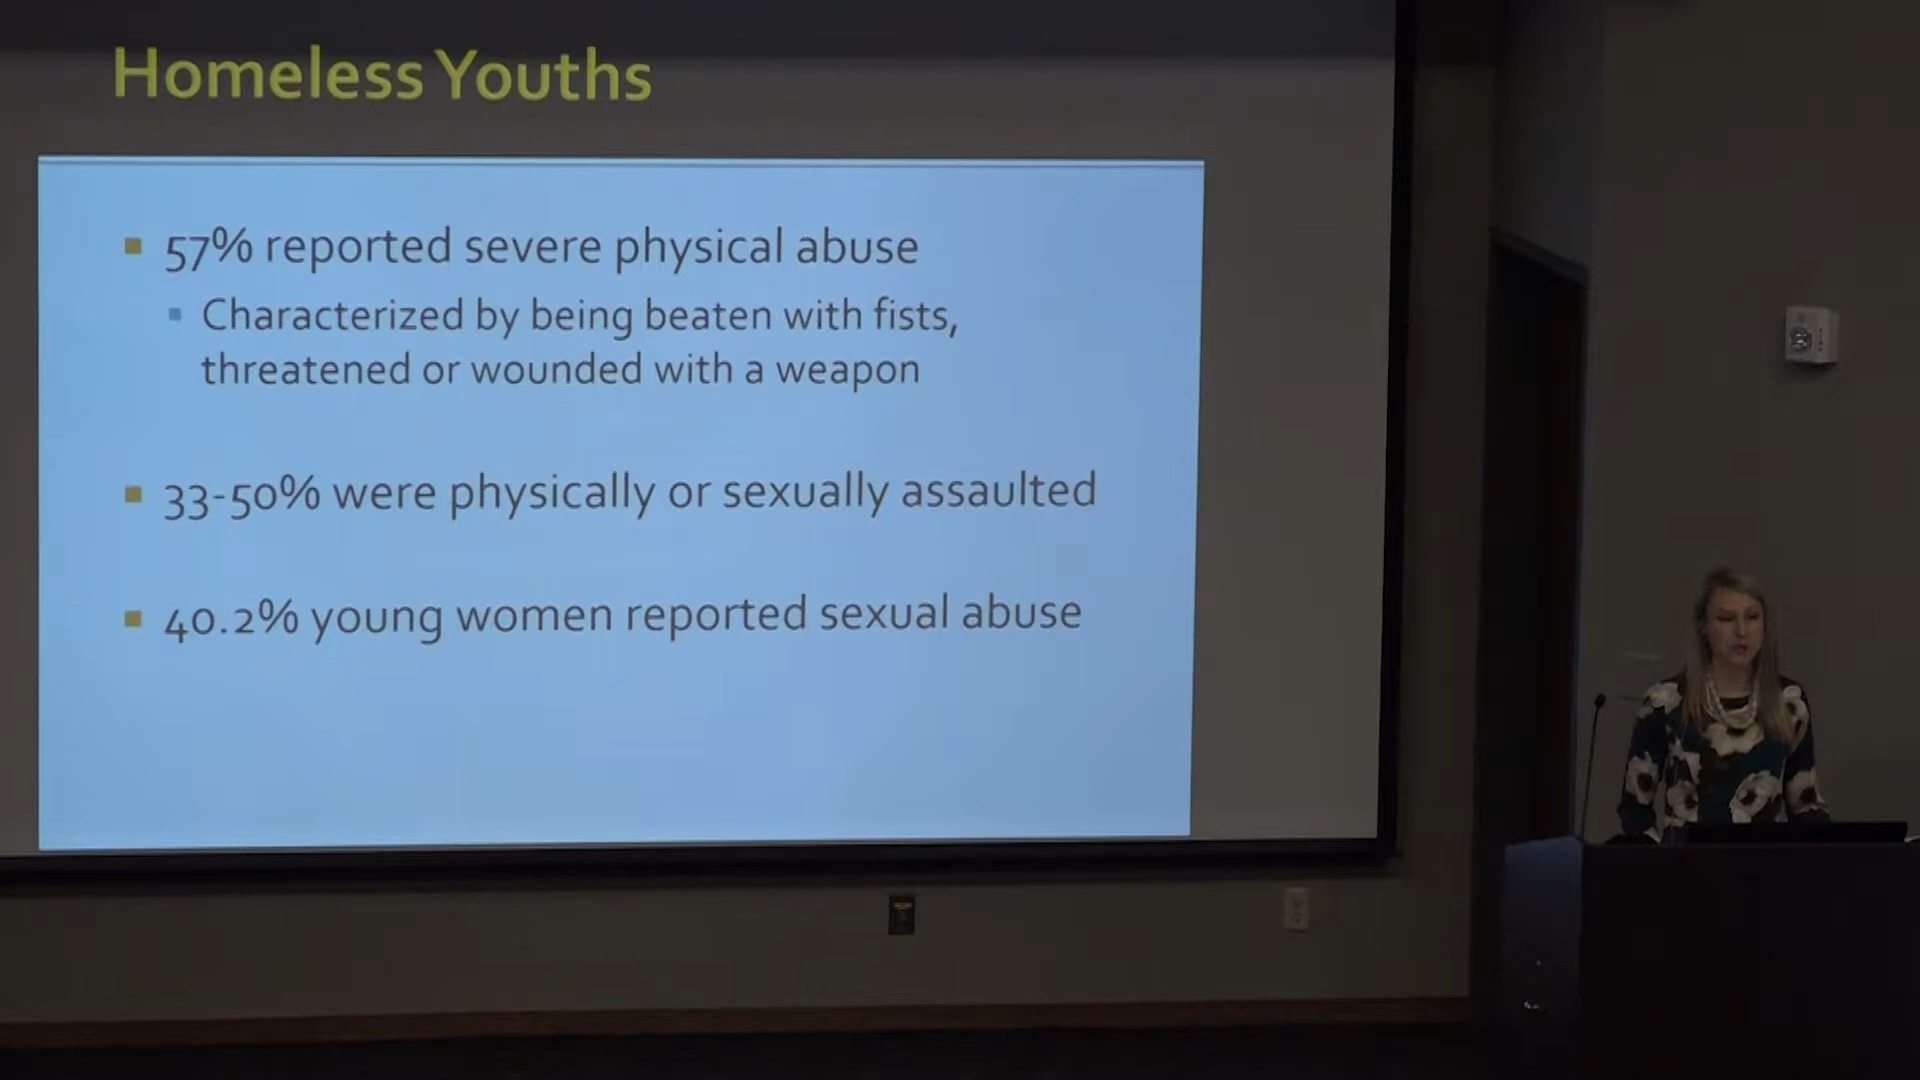 Homeless Youths
57% reported severe physical abuse
Characterized by being beaten with fists,
threatened or wounded with a weapon
33-50% were physically or sexually assaulted
40.2% young women reported sexual abuse